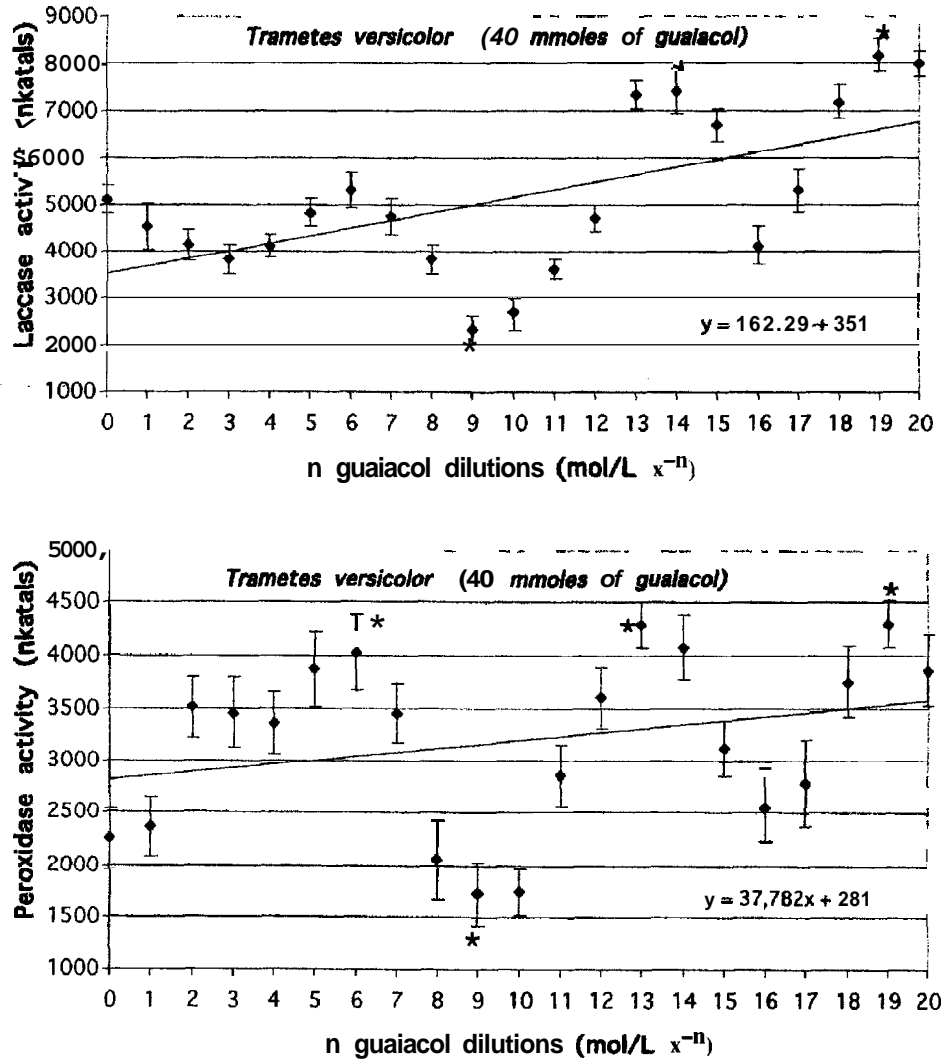 9000
Trametes versicolor (40 mmoles of guaiacol)
8000
7000
6000
5000
4000
3000
2000
1000
Laccase (nkatals)
y = 162.29 + 351
0 1 2 3 4 5 6 7 8 9 10 11 12 13 14 15 16 17 18 19 20
n guaiacol dilutions (mol/L x⁻ⁿ)
5000,
Trametes versicolor (40 mmoles of guaiacol)
4500
4000
3500
3000
2500
2000
1500
1000
Peroxidase activity (nkatals)
y = 37,782x + 281
0 1 2 3 4 5 6 7 8 9 10 11 12 13 14 15 16 17 18 19 20
n guaiacol dilutions (mol/L x⁻ⁿ)